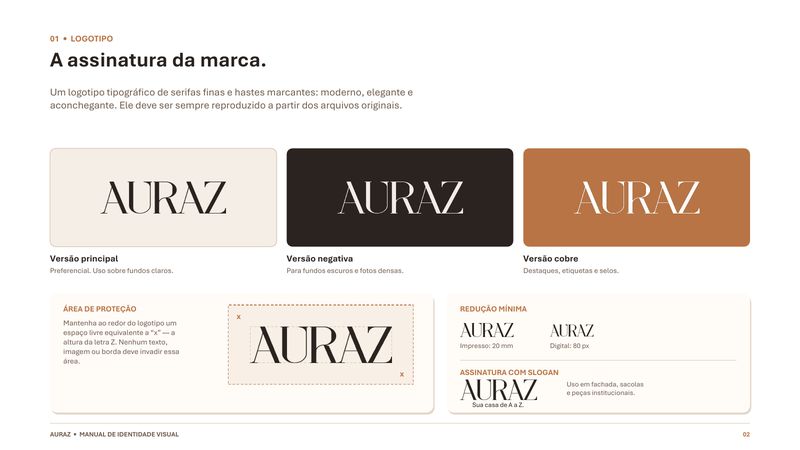 01 • LOGOTIPO
A assinatura da marca.
Um logotipo tipográfico de serifas finas e hastes marcantes: moderno, elegante e
aconchegante. Ele deve ser sempre reproduzido a partir dos arquivos originais.
AURAZ
AURAZ
AURAZ
Versão principal
Preferencial. Uso sobre fundos claros.
Versão negativa
Para fundos escuros e fotos densas.
Versão cobre
Destaques, etiquetas e selos.
ÁREA DE PROTEÇÃO
Mantenha ao redor do logotipo um
espaço livre equivalente a “x” — a
altura da letra Z. Nenhum texto,
imagem ou borda deve invadir essa
área.
x
AURAZ
x
REDUÇÃO MÍNIMA
AURAZ
Impresso: 20 mm
AURAZ
Digital: 80 px
ASSINATURA COM SLOGAN
AURAZ
Sua casa de A a Z.
Uso em fachada, sacolas
e peças institucionais.
AURAZ • MANUAL DE IDENTIDADE VISUAL
02